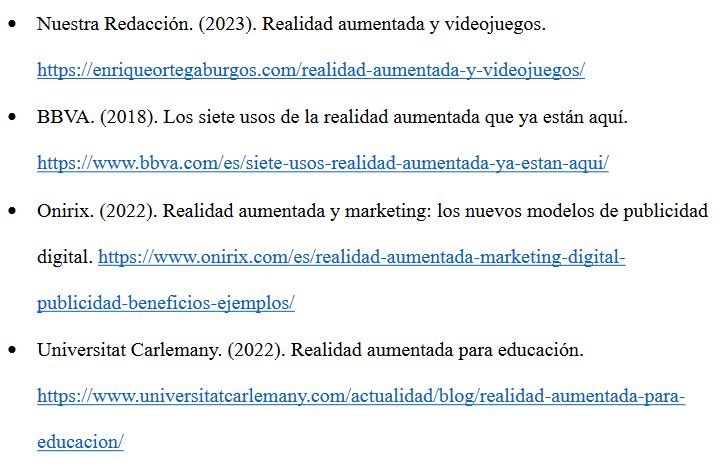 • Nuestra Redacción. (2023). Realidad aumentada y videojuegos.
https://enriqueortegaburgos.com/realidad-aumentada-y-videojuegos/
• BBVA. (2018). Los siete usos de la realidad aumentada que ya están aquí.
https://www.bbva.com/es/siete-usos-realidad-aumentada-ya-estan-aqui/
• Onirix. (2022). Realidad aumentada y marketing: los nuevos modelos de publicidad
digital. https://www.onirix.com/es/realidad-aumentada-marketing-digital-
publicidad-beneficios-ejemplos/
• Universitat Carlemany. (2022). Realidad aumentada para educación.
https://www.universitatcarlemany.com/actualidad/blog/realidad-aumentada-para-
educacion/